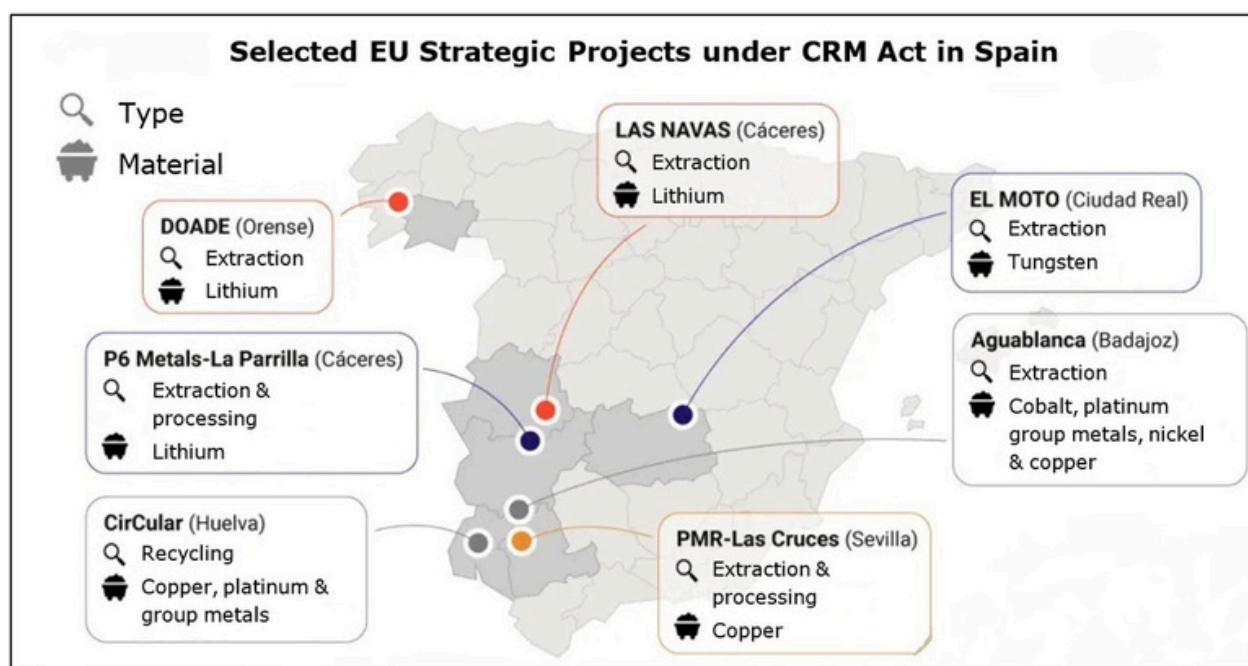 Selected EU Strategic Projects under CRM Act in Spain
Type
Material
LAS NAVAS (Cáceres)
Extraction
Lithium
EL MOTO (Ciudad Real)
Extraction
Tungsten
DOADE (Orense)
Extraction
Lithium
P6 Metals-La Parrilla (Cáceres)
Extraction &
processing
Lithium
Aguablanca (Badajoz)
Extraction
Cobalt, platinum
group metals, nickel
& copper
CirCular (Huelva)
Recycling
Copper, platinum &
group metals
PMR-Las Cruces (Sevilla)
Extraction &
processing
Copper